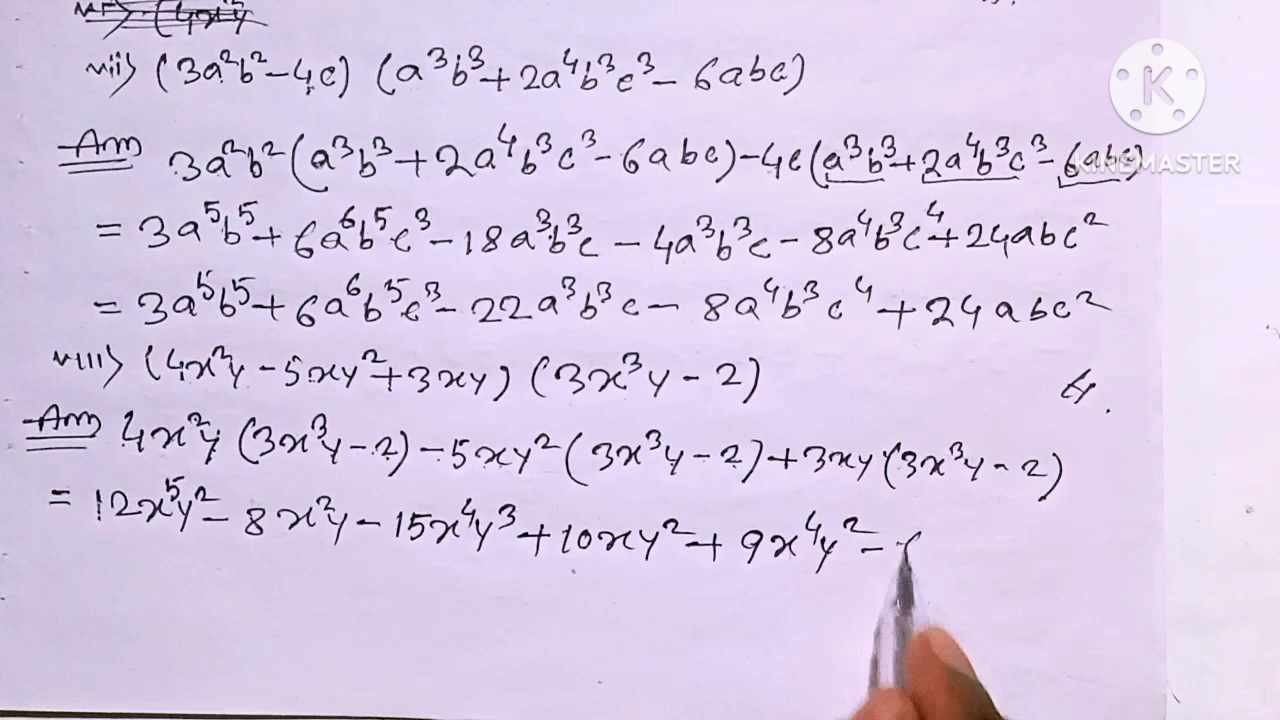 vii) (3a²b² - 4c) (a³b³ + 2a⁴b³c³ - 6abc)
Ans 3a²b² (a³b³ + 2a⁴b³c³ - 6abc) - 4c (a³b³ + 2a⁴b³c³ - 6abc)
= 3a⁵b⁵ + 6a⁶b⁵c³ - 18a³b³c - 4a³b³c - 8a⁴b³c⁴ + 24abc²
= 3a⁵b⁵ + 6a⁶b⁵c³ - 22a³b³c - 8a⁴b³c⁴ + 24abc²
viii) (4x²y - 5xy² + 3xy) (3x³y - 2)
Ans 4x²y (3x³y - 2) - 5xy² (3x³y - 2) + 3xy (3x³y - 2)
= 12x⁵y² - 8x²y - 15x⁴y³ + 10xy² + 9x⁴y² -
K
KINEMASTER